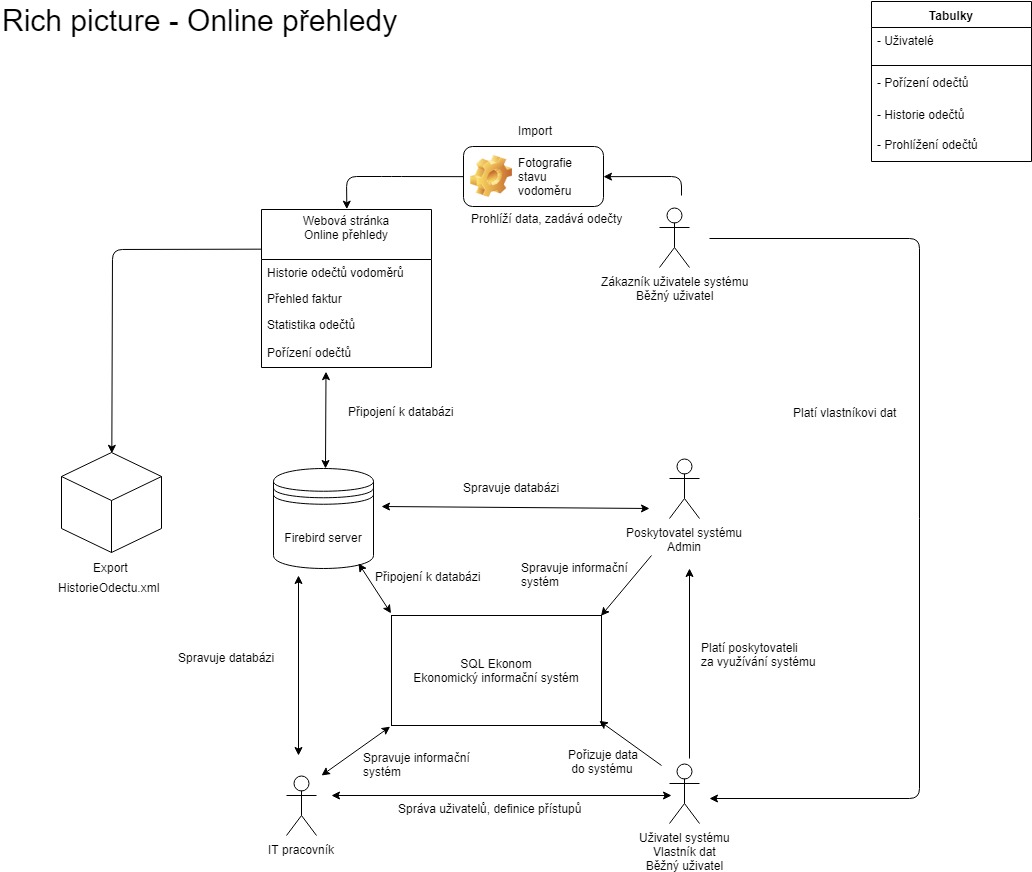 Rich picture - Online přehledy
Tabulky
- Uživatelé
- Pořízení odečtů
- Historie odečtů
- Prohlížení odečtů
Import
Fotografie
stavu
vodoměru
Prohlíží data, zadává odečty
Webová stránka
Online přehledy
Historie odečtů vodoměrů
Přehled faktur
Statistika odečtů
Pořízení odečtů
Zákazník uživatele systému
Běžný uživatel
Připojení k databázi
Platí vlastníkovi dat
Spravuje databázi
Firebird server
Poskytovatel systému
Admin
Export
HistorieOdectu.xml
Připojení k databázi
Spravuje informační
systém
Spravuje databázi
SQL Ekonom
Ekonomický informační systém
Platí poskytovateli
za využívání systému
Spravuje informační
systém
Pořizuje data
do systému
Správa uživatelů, definice přístupů
IT pracovník
Uživatel systému
Vlastník dat
Běžný uživatel